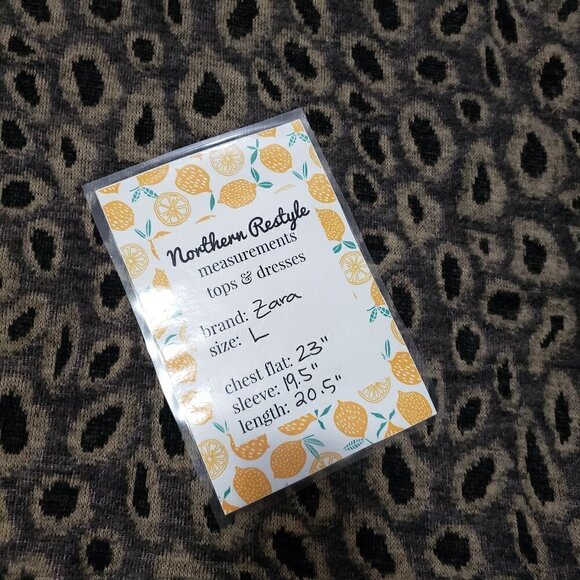 Northern Restyle
measurements
tops & dresses
brand: Zara
size: L
chest flat: 23"
sleeve: 19.5"
length: 20.5"